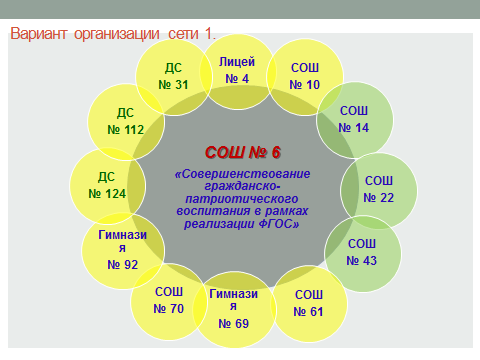 Вариант организации сети 1.
Лицей
№ 4
СОШ
№ 10
СОШ
№ 14
СОШ
№ 22
СОШ
№ 43
СОШ
№ 61
Гимнази
я
№ 69
СОШ
№ 70
Гимнази
я
№ 92
ДС
№ 124
ДС
№ 112
ДС
№ 31
СОШ № 6
«Совершенствование
гражданско-
патриотического
воспитания в рамках
реализации ФГОС»